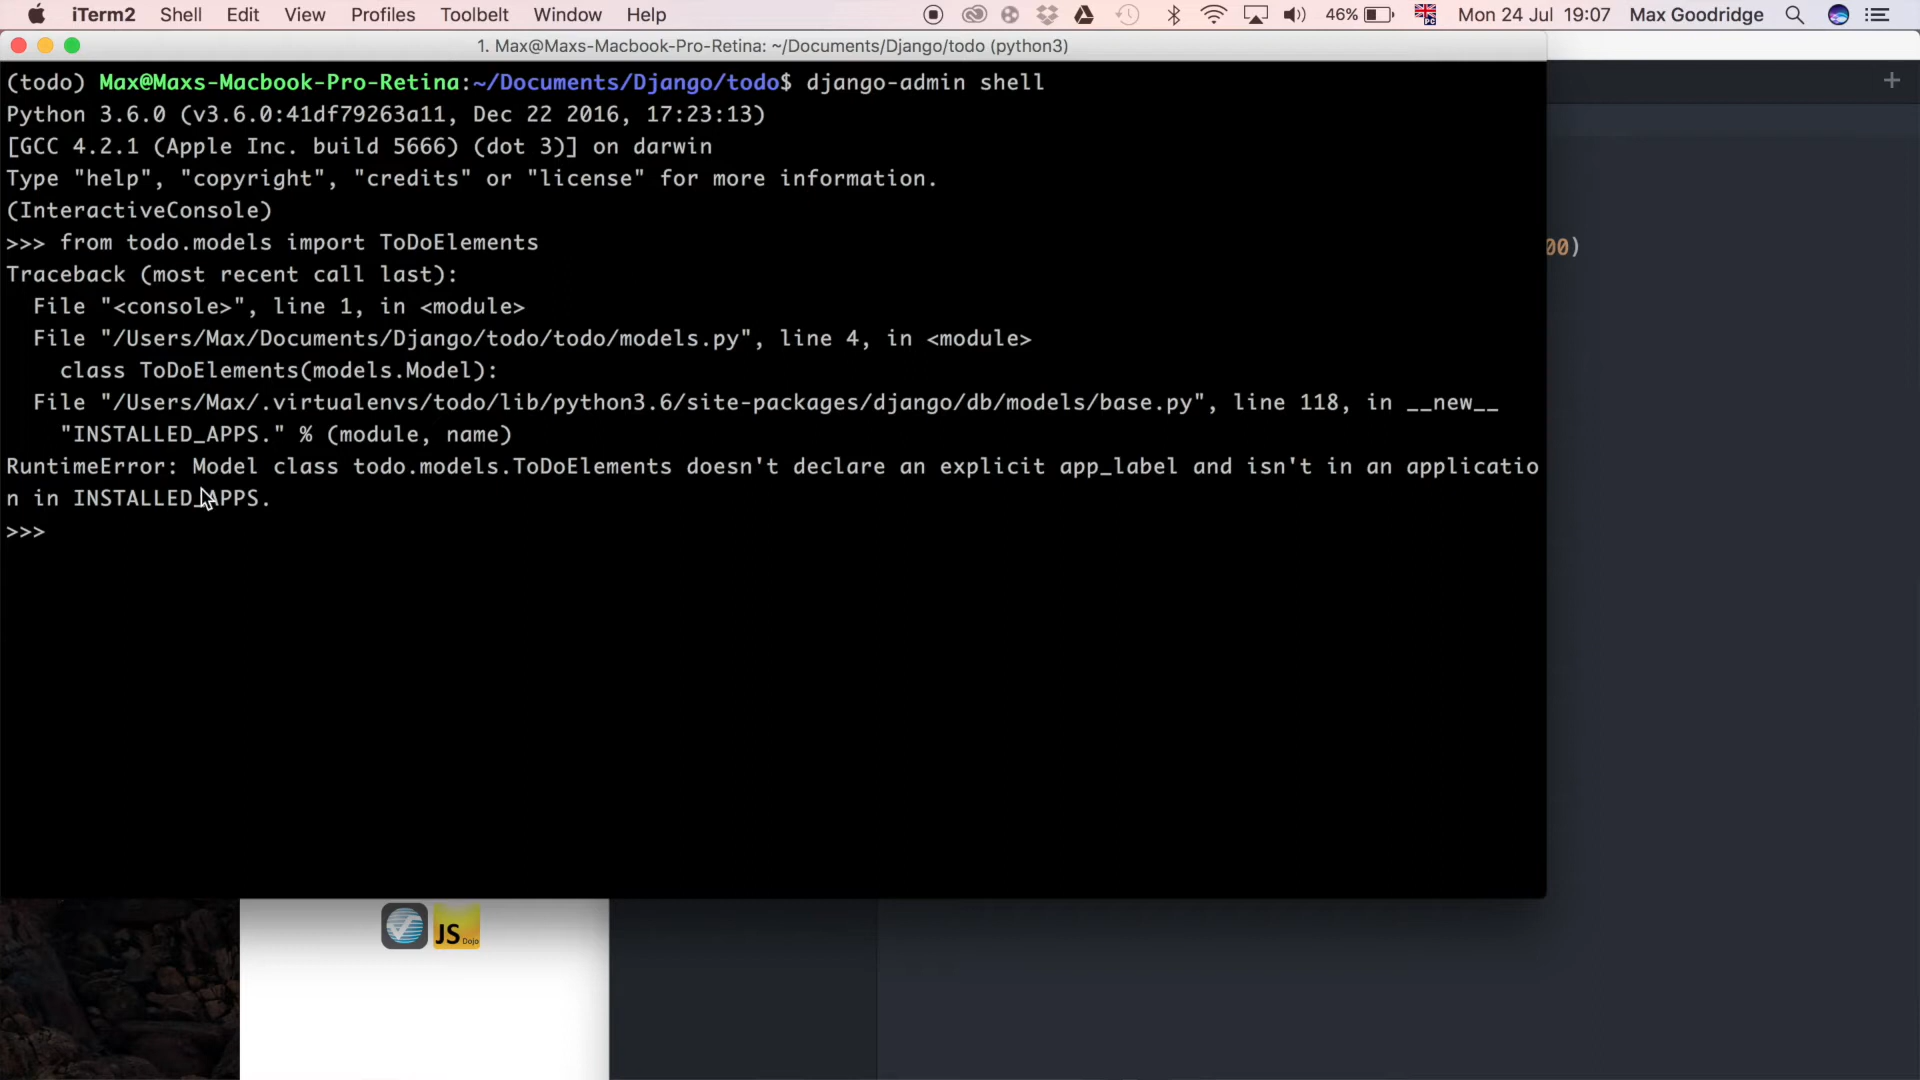 iTerm2 Shell Edit View Profiles Toolbelt Window Help 46% Mon 24 Jul 19:07 Max Goodridge
1. Max@Maxs-Macbook-Pro-Retina: ~/Documents/Django/todo (python3)
(todo) Max@Maxs-Macbook-Pro-Retina:~/Documents/Django/todo$ django-admin shell
Python 3.6.0 (v3.6.0:41df79263a11, Dec 22 2016, 17:23:13)
[GCC 4.2.1 (Apple Inc. build 5666) (dot 3)] on darwin
Type "help", "copyright", "credits" or "license" for more information.
(InteractiveConsole)
>>> from todo.models import ToDoElements
Traceback (most recent call last):
  File "<console>", line 1, in <module>
  File "/Users/Max/Documents/Django/todo/todo/models.py", line 4, in <module>
    class ToDoElements(models.Model):
  File "/Users/Max/.virtualenvs/todo/lib/python3.6/site-packages/django/db/models/base.py", line 118, in __new__
    "INSTALLED_APPS." % (module, name)
RuntimeError: Model class todo.models.ToDoElements doesn't declare an explicit app_label and isn't in an applicatio
n in INSTALLED_APPS.
>>>
00)
JS Dojo